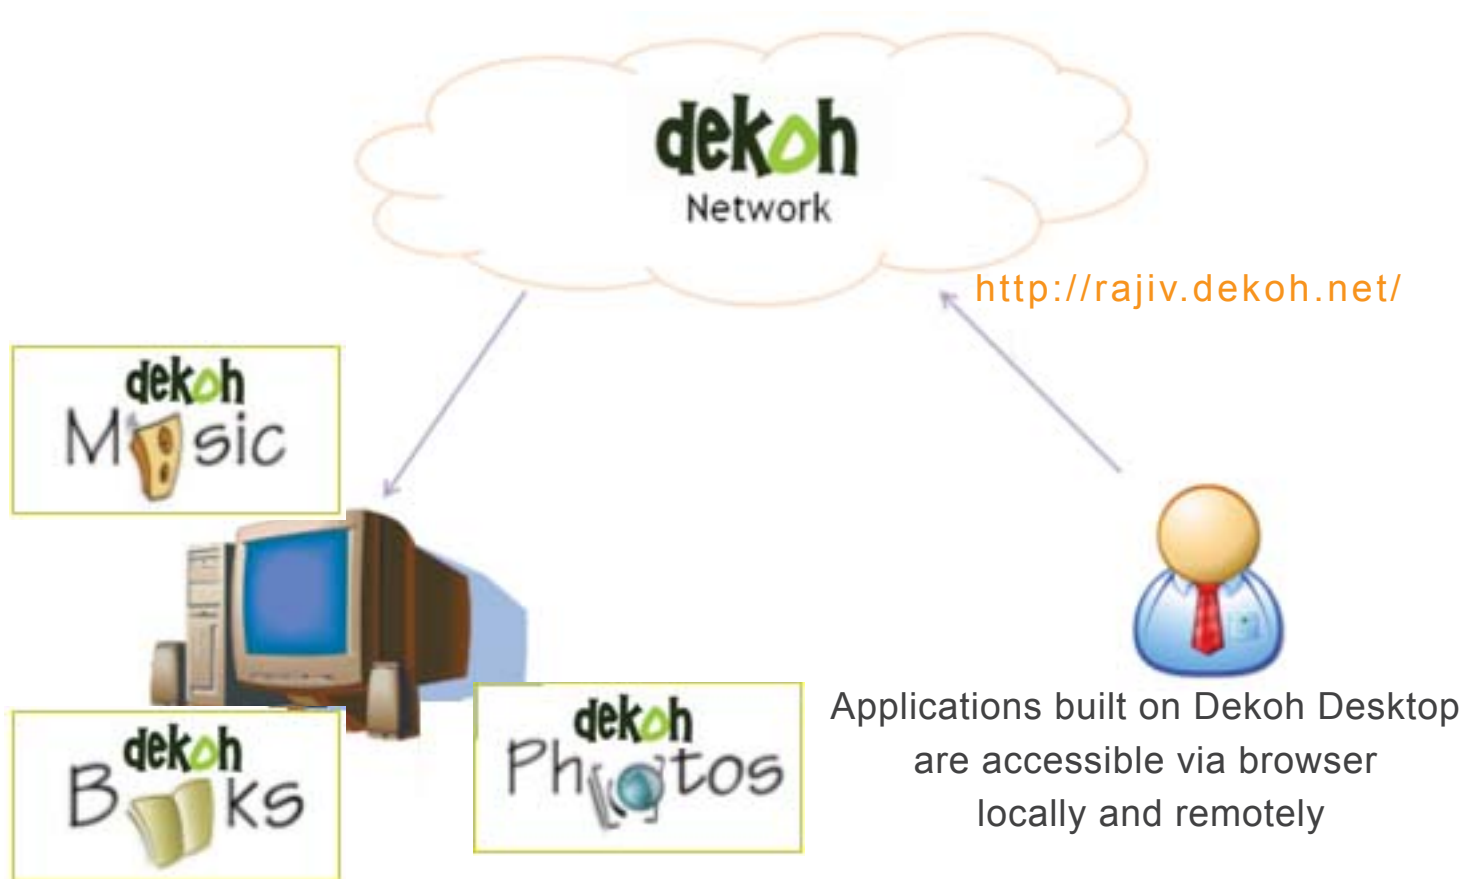 dekoh
Network
http://rajiv.dekoh.net/
dekoh
Music
dekoh
Books
dekoh
Photos
Applications built on Dekoh Desktop
are accessible via browser
locally and remotely